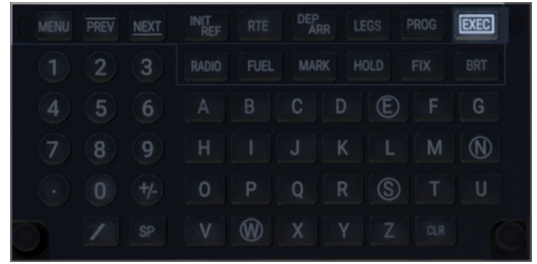 MENU PREV NEXT INIT REF RTE DEP ARR LEGS PROG EXEC
1 2 3 RADIO FUEL MARK HOLD FIX BRT
4 5 6 A B C D E F G
7 8 9 H I J K L M N
. 0 +/- O P Q R S T U
/ SP V W X Y Z CLR